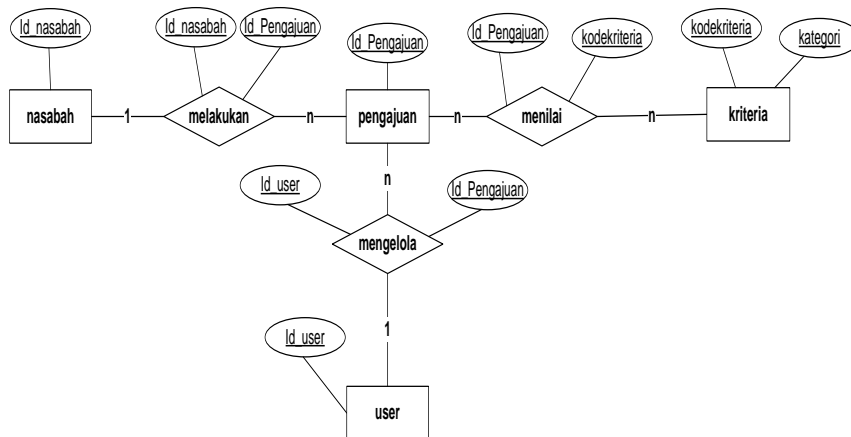 Id_nasabah
Id_nasabah
Id_Pengajuan
Id_Pengajuan
Id_Pengajuan
kodekriteria
kodekriteria
kategori
nasabah
1
melakukan
n
pengajuan
n
menilai
n
kriteria
n
Id_user
Id_Pengajuan
mengelola
1
Id_user
user